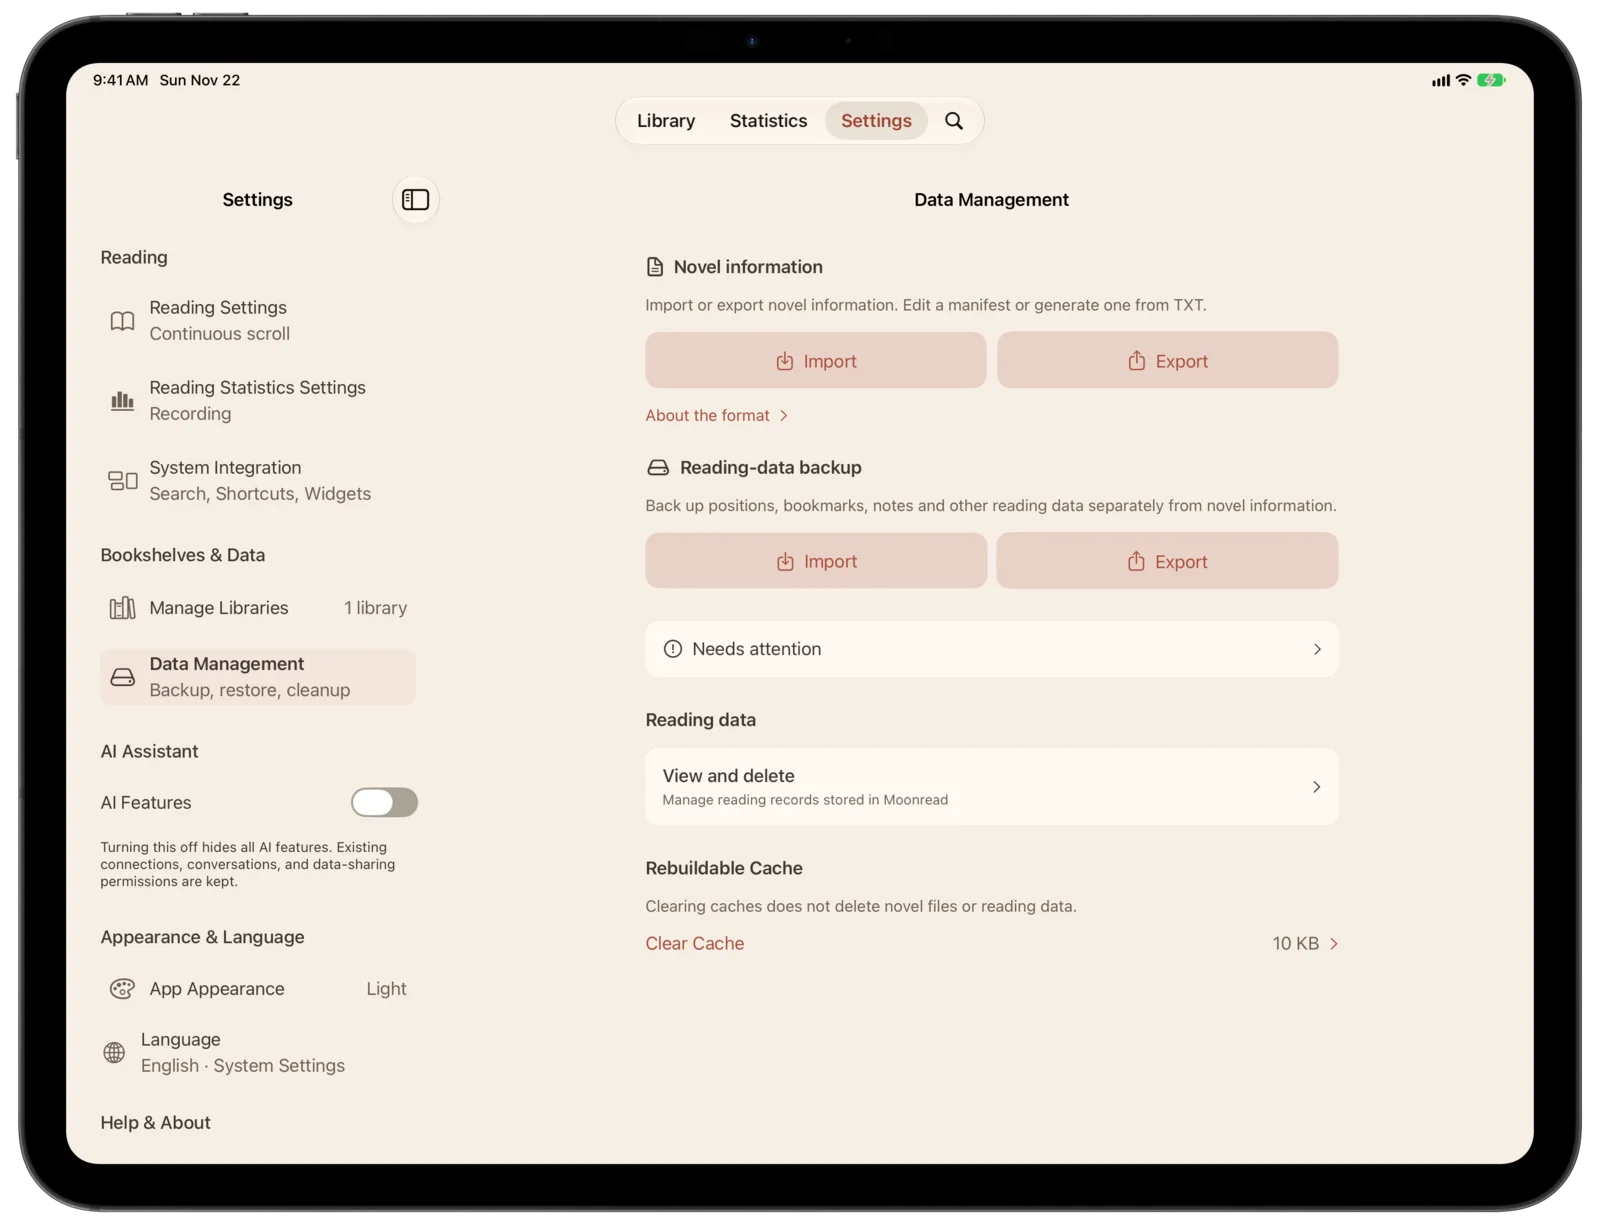 9:41 AM Sun Nov 22
Library Statistics Settings
Settings
Reading
Reading Settings
Continuous scroll
Reading Statistics Settings
Recording
System Integration
Search, Shortcuts, Widgets
Bookshelves & Data
Manage Libraries 1 library
Data Management
Backup, restore, cleanup
AI Assistant
AI Features
Turning this off hides all AI features. Existing
connections, conversations, and data-sharing
permissions are kept.
Appearance & Language
App Appearance Light
Language
English · System Settings
Help & About
Data Management
Novel information
Import or export novel information. Edit a manifest or generate one from TXT.
Import Export
About the format
Reading-data backup
Back up positions, bookmarks, notes and other reading data separately from novel information.
Import Export
Needs attention
Reading data
View and delete
Manage reading records stored in Moonread
Rebuildable Cache
Clearing caches does not delete novel files or reading data.
Clear Cache 10 KB